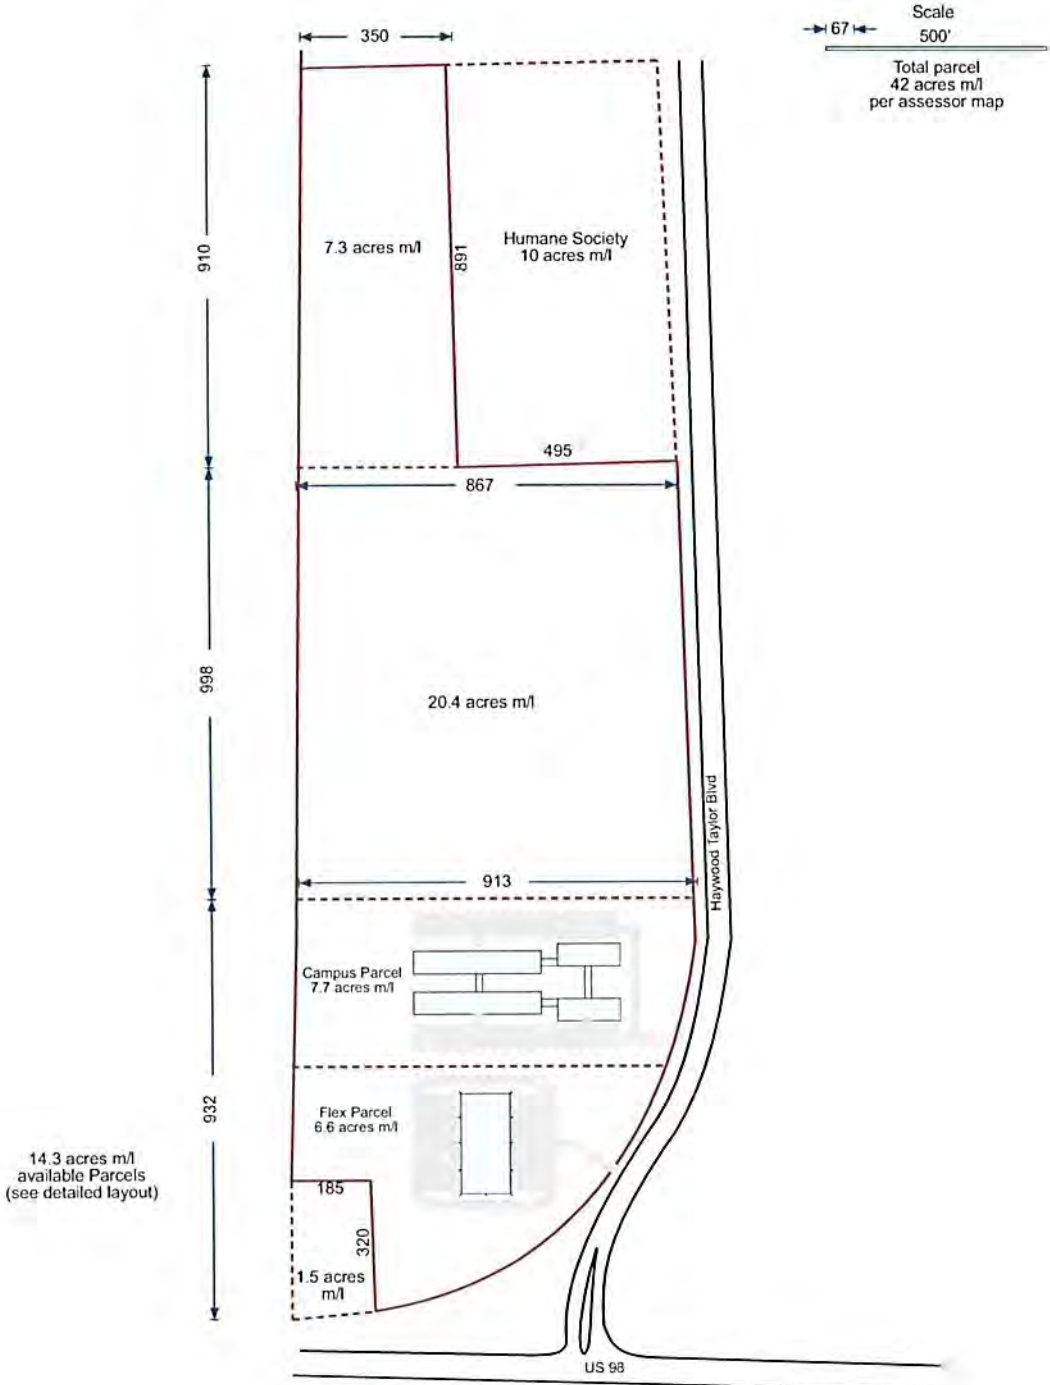 Scale
67
500'
Total parcel
42 acres m/l
per assessor map
350
910
7.3 acres m/l
891
Humane Society
10 acres m/l
495
867
998
20.4 acres m/l
Haywood Taylor Blvd
913
Campus Parcel
7.7 acres m/l
932
Flex Parcel
6.6 acres m/l
14.3 acres m/l
available Parcels
(see detailed layout)
185
320
1.5 acres
m/l
US 98